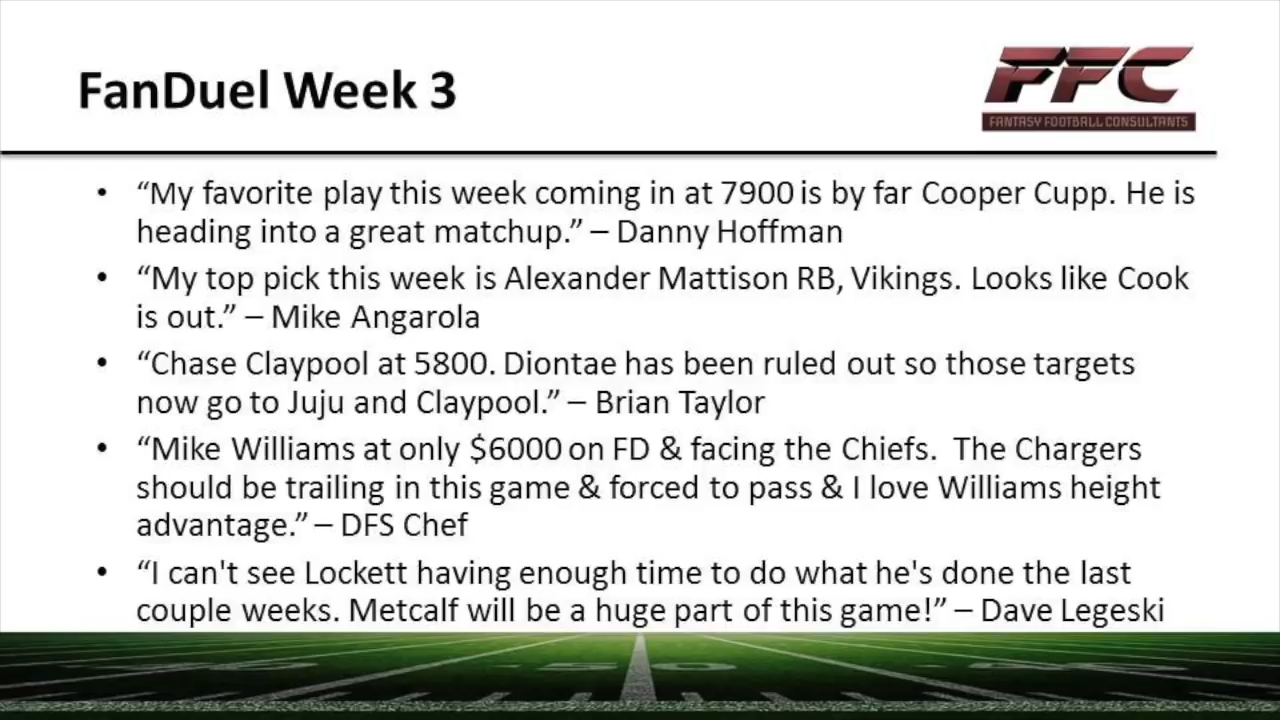 FanDuel Week 3
FFC
FANTASY FOOTBALL CONSULTANTS
• “My favorite play this week coming in at 7900 is by far Cooper Cupp. He is
heading into a great matchup.” – Danny Hoffman
• “My top pick this week is Alexander Mattison RB, Vikings. Looks like Cook
is out.” – Mike Angarola
• “Chase Claypool at 5800. Diontae has been ruled out so those targets
now go to Juju and Claypool.” – Brian Taylor
• “Mike Williams at only $6000 on FD & facing the Chiefs.  The Chargers
should be trailing in this game & forced to pass & I love Williams height
advantage.” – DFS Chef
• “I can't see Lockett having enough time to do what he's done the last
couple weeks. Metcalf will be a huge part of this game!” – Dave Legeski
50